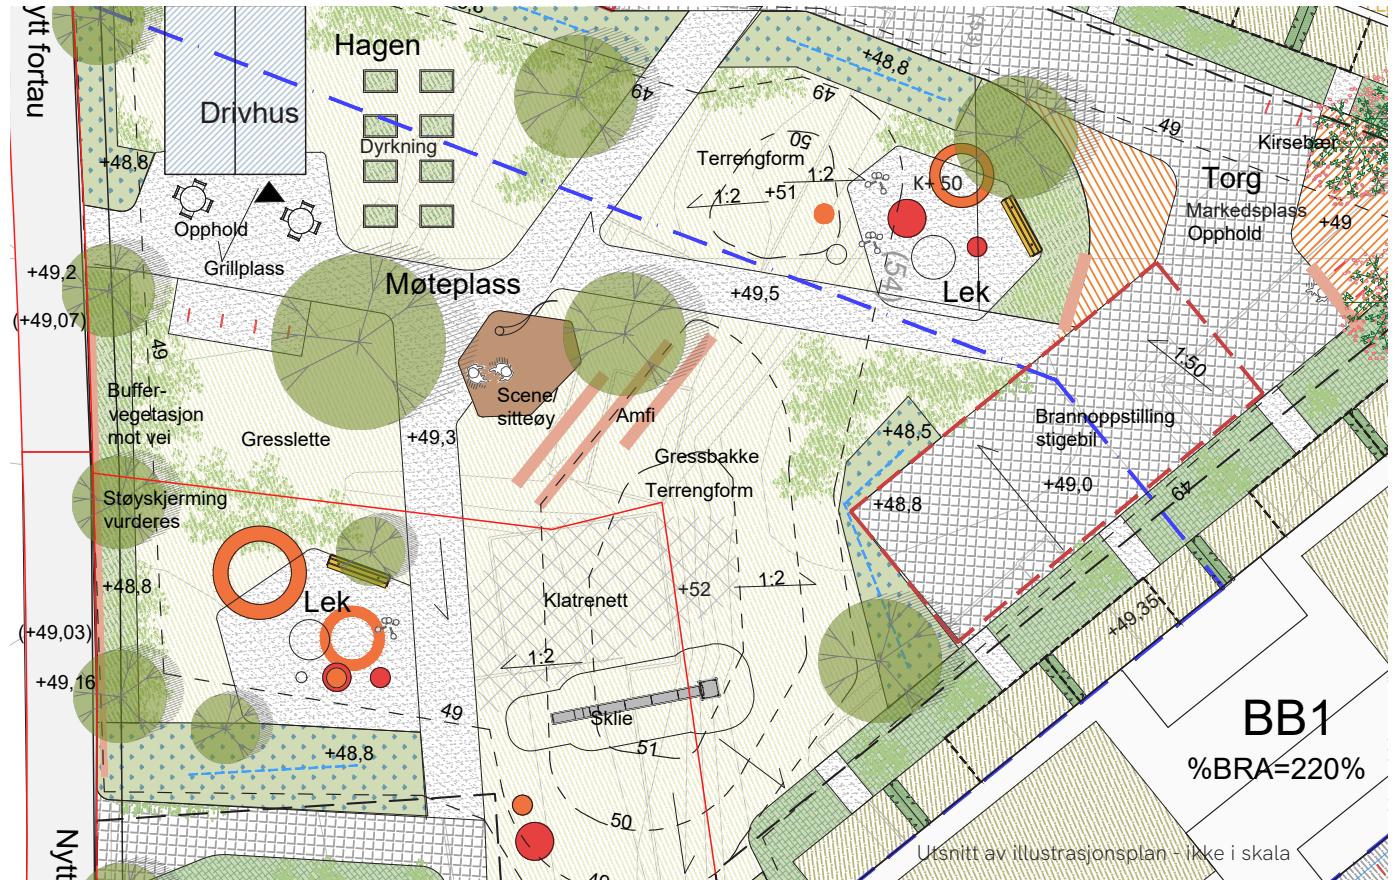 ytt fortau
Hagen
Drivhus
Dyrkning
+48,8
+48,8
49
49
50
Terrengform
1:2
1:2
+51
K+ 50
49
Kirsebær
Torg
Markedsplass
Opphold
+49
Opphold
Grillplass
Møteplass
+49,2
(+49,07)
49
+49,5
(54)
(53)
Lek
1:50
Buffer-
vegetasjon
mot vei
Gresslette
+49,3
Scene/
sitteøy
Amfi
Gressbakke
Terrengform
+48,5
+48,8
Brannoppstilling
stigebil
+49,0
49
Støyskjerming
vurderes
+48,8
Lek
Klatrenett
+52
1:2
1:2
+49,35
(+49,03)
+49,16
49
Sklie
51
+48,8
50
49
BB1
%BRA=220%
Nytt
Utsnitt av illustrasjonsplan - ikke i skala